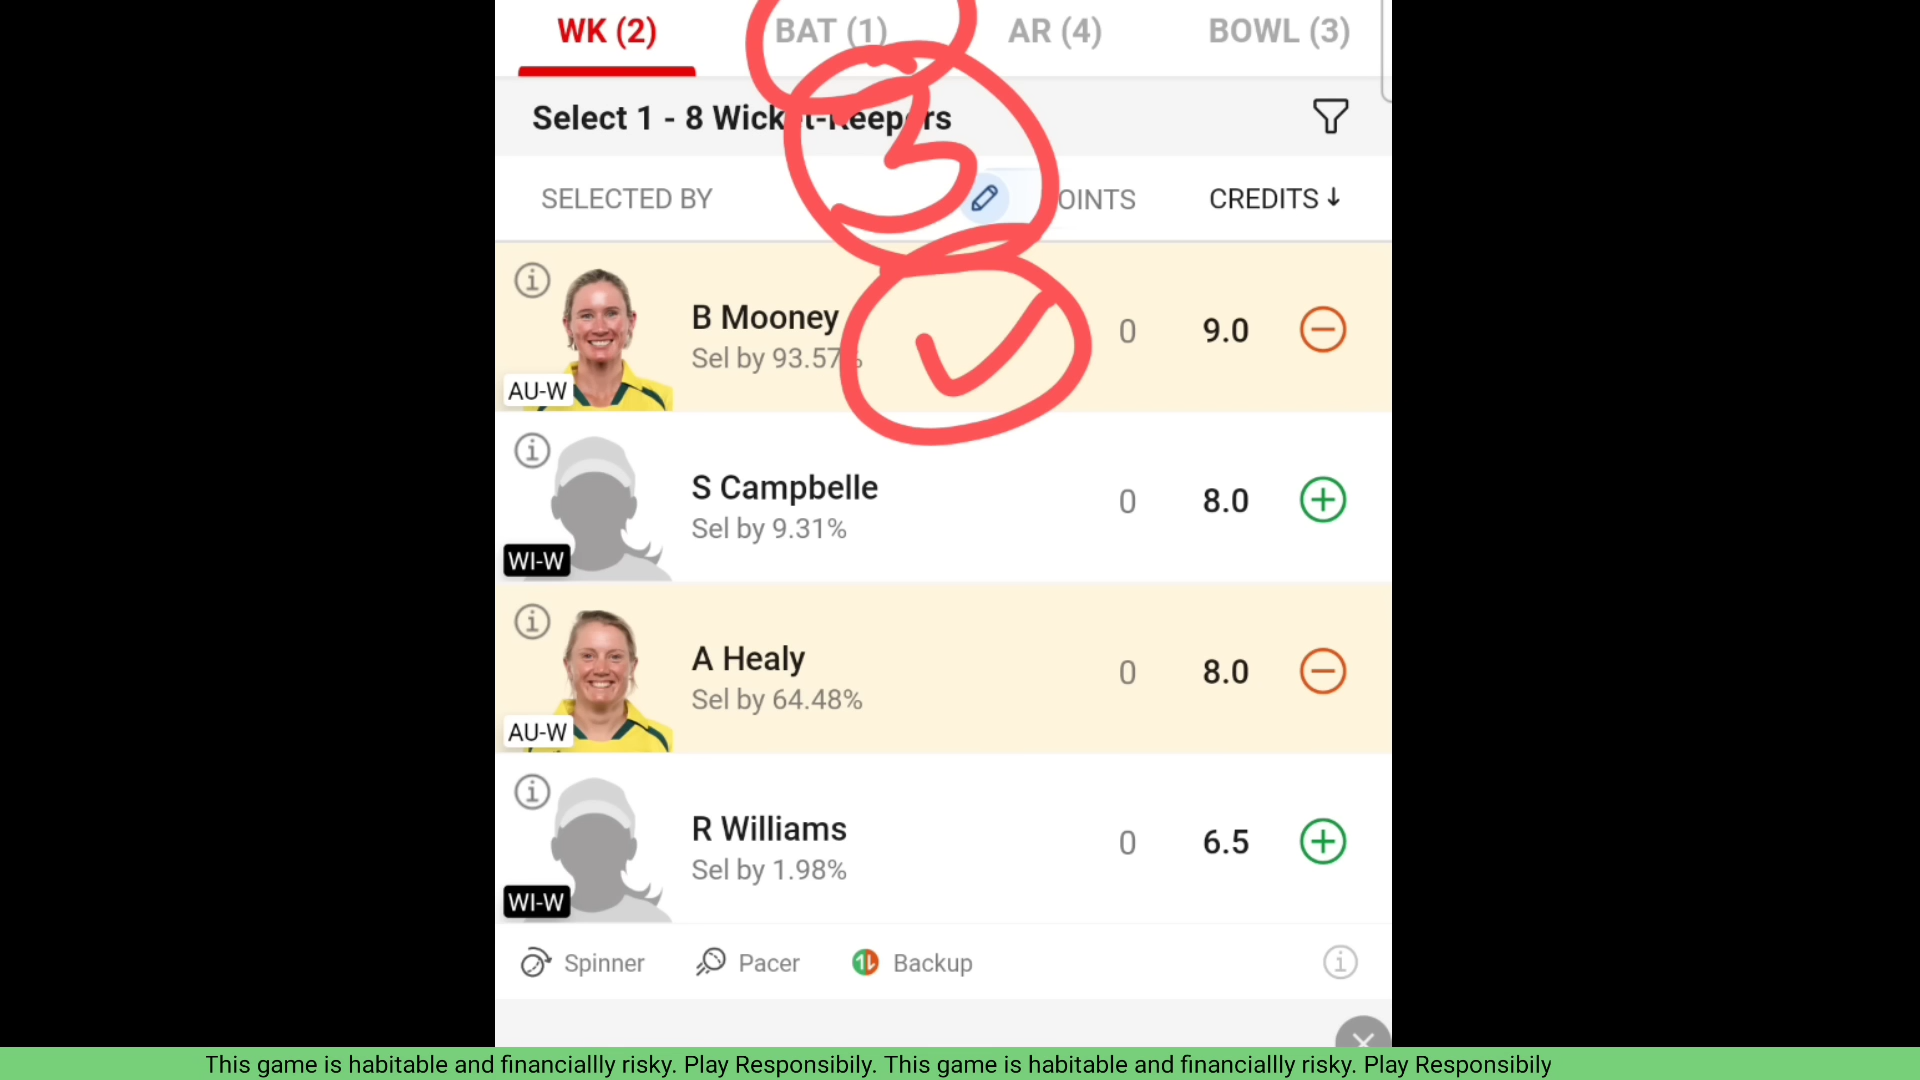 WK (2) BAT (1) AR (4) BOWL (3)
3
Select 1 - 8 Wicket-Keepers
SELECTED BY OINTS CREDITS↓
B Mooney
Sel by 93.57%
0 9.0
AU-W
S Campbelle
Sel by 9.31%
0 8.0
WI-W
A Healy
Sel by 64.48%
0 8.0
AU-W
R Williams
Sel by 1.98%
0 6.5
WI-W
Spinner Pacer Backup
This game is habitable and financiallly risky. Play Responsibily. This game is habitable and financiallly risky. Play Responsibily